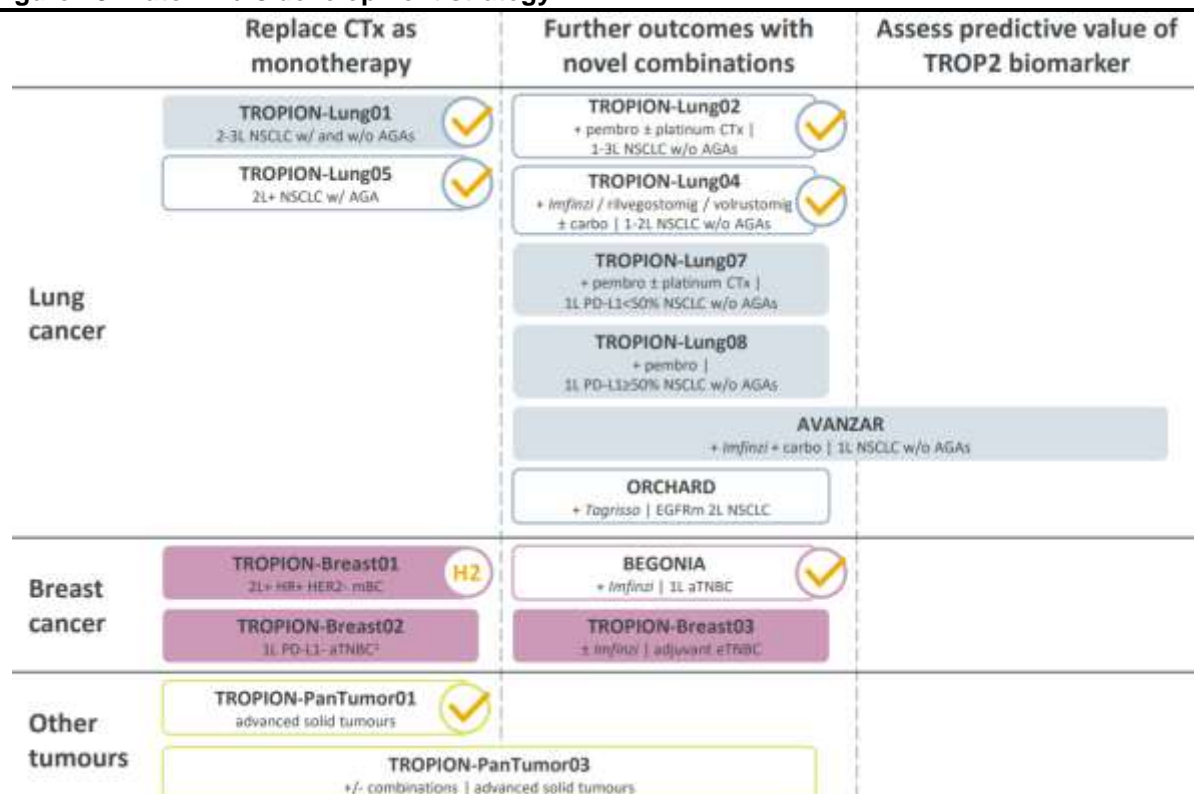 Replace CTx as
monotherapy
Further outcomes with
novel combinations
Assess predictive value of
TROP2 biomarker
Lung
cancer
TROPION-Lung01
2-3L NSCLC w/ and w/o AGAs
TROPION-Lung05
2L+ NSCLC w/ AGA
TROPION-Lung02
+ pembro ± platinum CTx |
1-3L NSCLC w/o AGAs
TROPION-Lung04
+ Imfinzi / rilvegostomig / volrustomig
± carbo | 1-2L NSCLC w/o AGAs
TROPION-Lung07
+ pembro ± platinum CTx |
1L PD-L1<50% NSCLC w/o AGAs
TROPION-Lung08
+ pembro |
1L PD-L1≥50% NSCLC w/o AGAs
AVANZAR
+ Imfinzi + carbo | 1L NSCLC w/o AGAs
ORCHARD
+ Tagrisso | EGFRm 2L NSCLC
Breast
cancer
TROPION-Breast01
2L+ HR+ HER2- mBC
H2
TROPION-Breast02
1L PD-L1- aTNBC
BEGONIA
+ Imfinzi | 1L aTNBC
TROPION-Breast03
± Imfinzi | adjuvant eTNBC
Other
tumours
TROPION-PanTumor01
advanced solid tumours
TROPION-PanTumor03
+/- combinations | advanced solid tumours